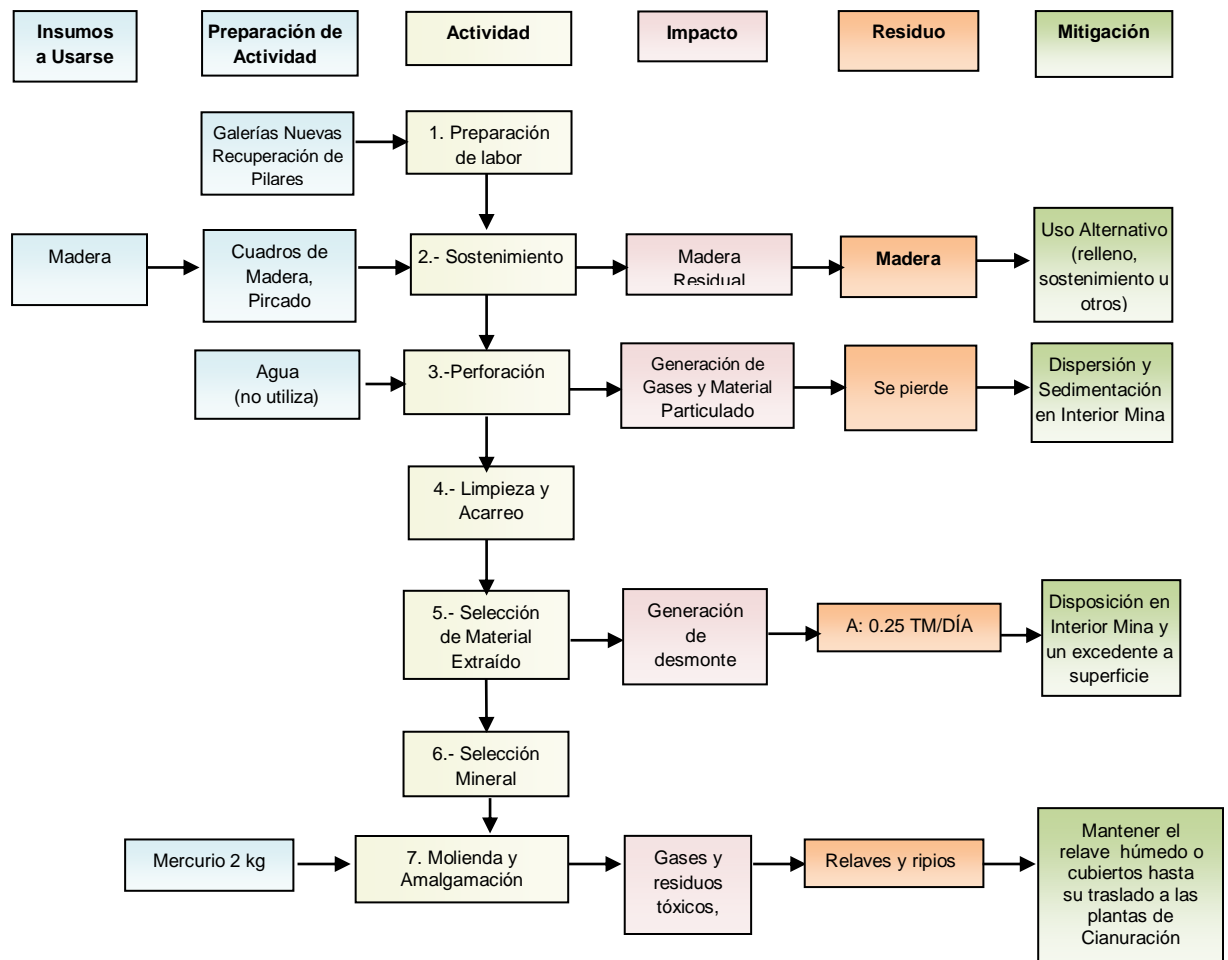 Insumos
a Usarse
Preparación de
Actividad
Actividad
Impacto
Residuo
Mitigación
Galerías Nuevas
Recuperación de
Pilares
1. Preparación
de labor
Madera
Cuadros de
Madera,
Pircado
2.- Sostenimiento
Madera
Residual
Madera
Uso Alternativo
(relleno,
sostenimiento u
otros)
Agua
(no utiliza)
3.-Perforación
Generación de
Gases y Material
Particulado
Se pierde
Dispersión y
Sedimentación
en Interior Mina
4.- Limpieza y
Acarreo
5.- Selección
de Material
Extraído
Generación
de
desmonte
A: 0.25 TM/DÍA
Disposición en
Interior Mina y
un excedente a
superficie
6.- Selección
Mineral
Mercurio 2 kg
7. Molienda y
Amalgamación
Gases y
residuos
tóxicos,
Relaves y ripios
Mantener el
relave húmedo o
cubiertos hasta
su traslado a las
plantas de
Cianuración